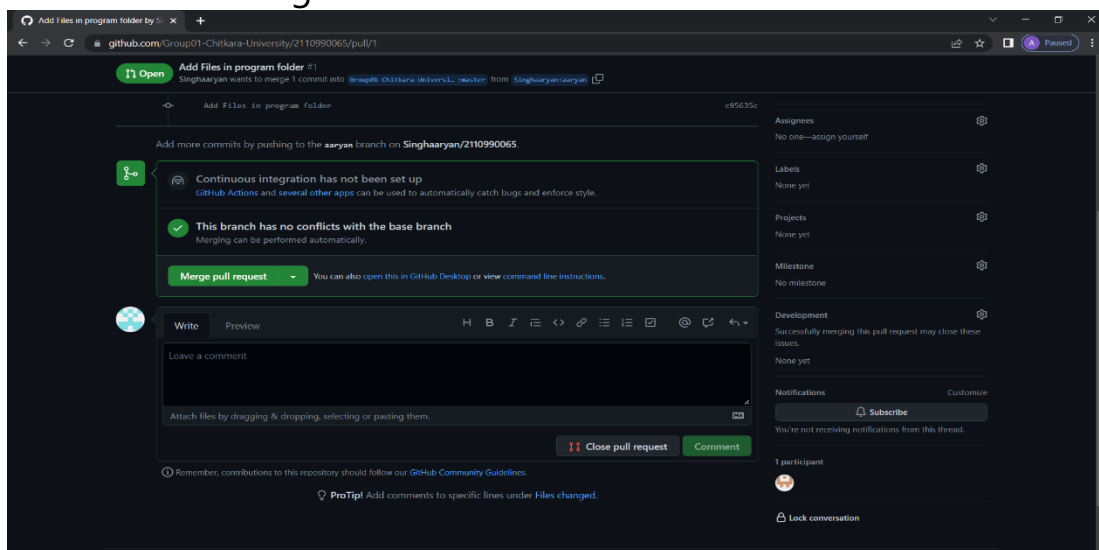 Add Files in program folder by Si
github.com/Group01-Chitkara-University/2110990065/pull/1
A Paused
Open
Add Files in program folder #1
Singhaaryan wants to merge 1 commit into Group01-Chitkara-Universi…:master from Singhaaryan:aaryan
Add Files in program folder c95635c
Add more commits by pushing to the aaryan branch on Singhaaryan/2110990065.
Continuous integration has not been set up
GitHub Actions and several other apps can be used to automatically catch bugs and enforce style.
This branch has no conflicts with the base branch
Merging can be performed automatically.
Merge pull request
You can also open this in GitHub Desktop or view command line instructions.
Write Preview
H B I
Leave a comment
Attach files by dragging & dropping, selecting or pasting them.
Close pull request Comment
Remember, contributions to this repository should follow our GitHub Community Guidelines.
ProTip! Add comments to specific lines under Files changed.
Assignees
No one—assign yourself
Labels
None yet
Projects
None yet
Milestone
No milestone
Development
Successfully merging this pull request may close these
issues.
None yet
Notifications Customize
Subscribe
You're not receiving notifications from this thread.
1 participant
Lock conversation